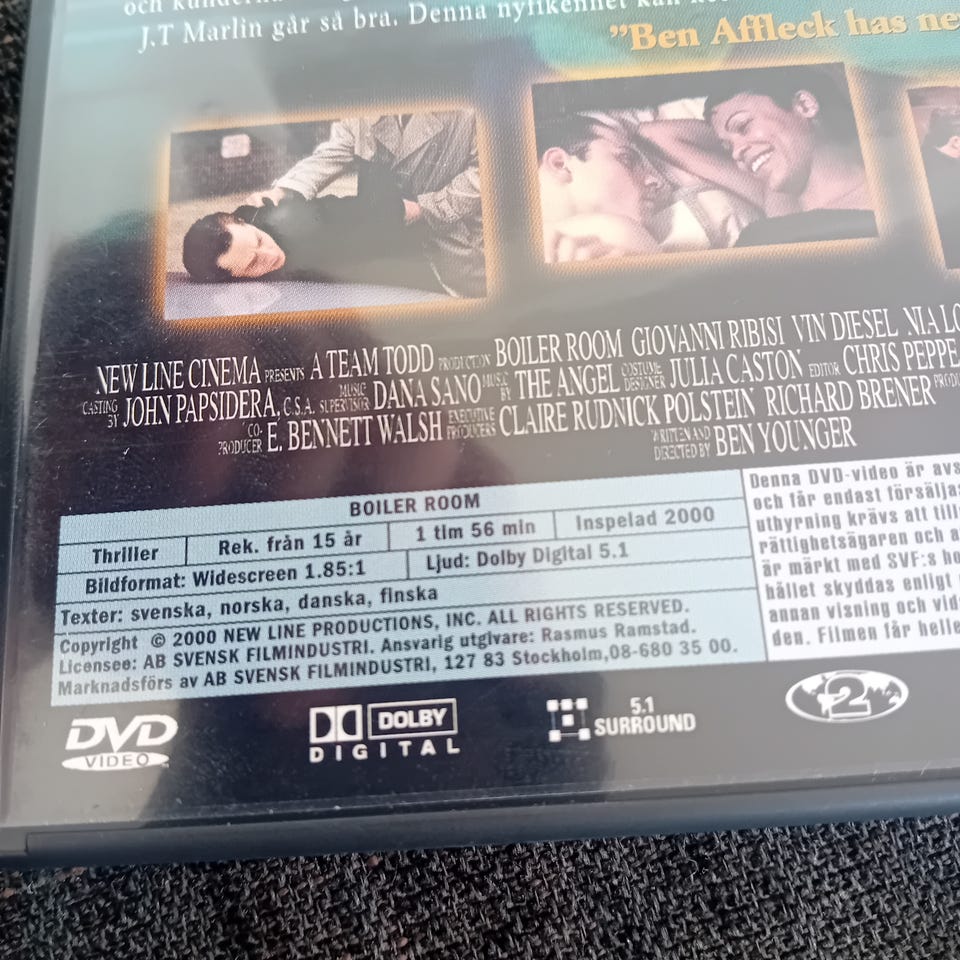 och kunderna
J.T Marlin går så bra. Denna nyfikenhet kan
"Ben Affleck has ne
NEW LINE CINEMA PRESENTS A TEAM TODD PRODUCTION BOILER ROOM GIOVANNI RIBISI VIN DIESEL NIA LO
CASTING BY JOHN PAPSIDERA, C.S.A. MUSIC SUPERVISOR DANA SANO MUSIC BY THE ANGEL COSTUME DESIGNER JULIA CASTON EDITOR CHRIS PEPPE
CO-PRODUCER E. BENNETT WALSH EXECUTIVE PRODUCERS CLAIRE RUDNICK POLSTEIN RICHARD BRENER PRODU
WRITTEN AND DIRECTED BY BEN YOUNGER
BOILER ROOM
Thriller Rek. från 15 år 1 tim 56 min Inspelad 2000
Bildformat: Widescreen 1.85:1 Ljud: Dolby Digital 5.1
Texter: svenska, norska, danska, finska
Copyright © 2000 NEW LINE PRODUCTIONS, INC. ALL RIGHTS RESERVED.
Licensee: AB SVENSK FILMINDUSTRI. Ansvarig utgivare: Rasmus Ramstad.
Marknadsförs av AB SVENSK FILMINDUSTRI, 127 83 Stockholm,08-680 35 00.
Denna DVD-video är avs
och får endast försälja
uthyrning krävs att till
rättighetsägaren och a
är märkt med SVF:s ho
hållet skyddas enligt
annan visning och vid
den. Filmen får helle
DVD
VIDEO
DOLBY
DIGITAL
5.1
SURROUND
2